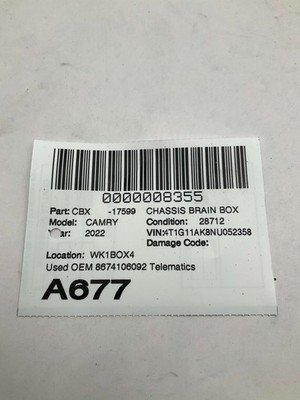 0000008355
Part: CBX -17599 CHASSIS BRAIN BOX
Model: CAMRY Condition: 28712
ar: 2022 VIN:4T1G11AK8NU052358
Damage Code:
Location: WK1BOX4
Used OEM 8674106092 Telematics
A677